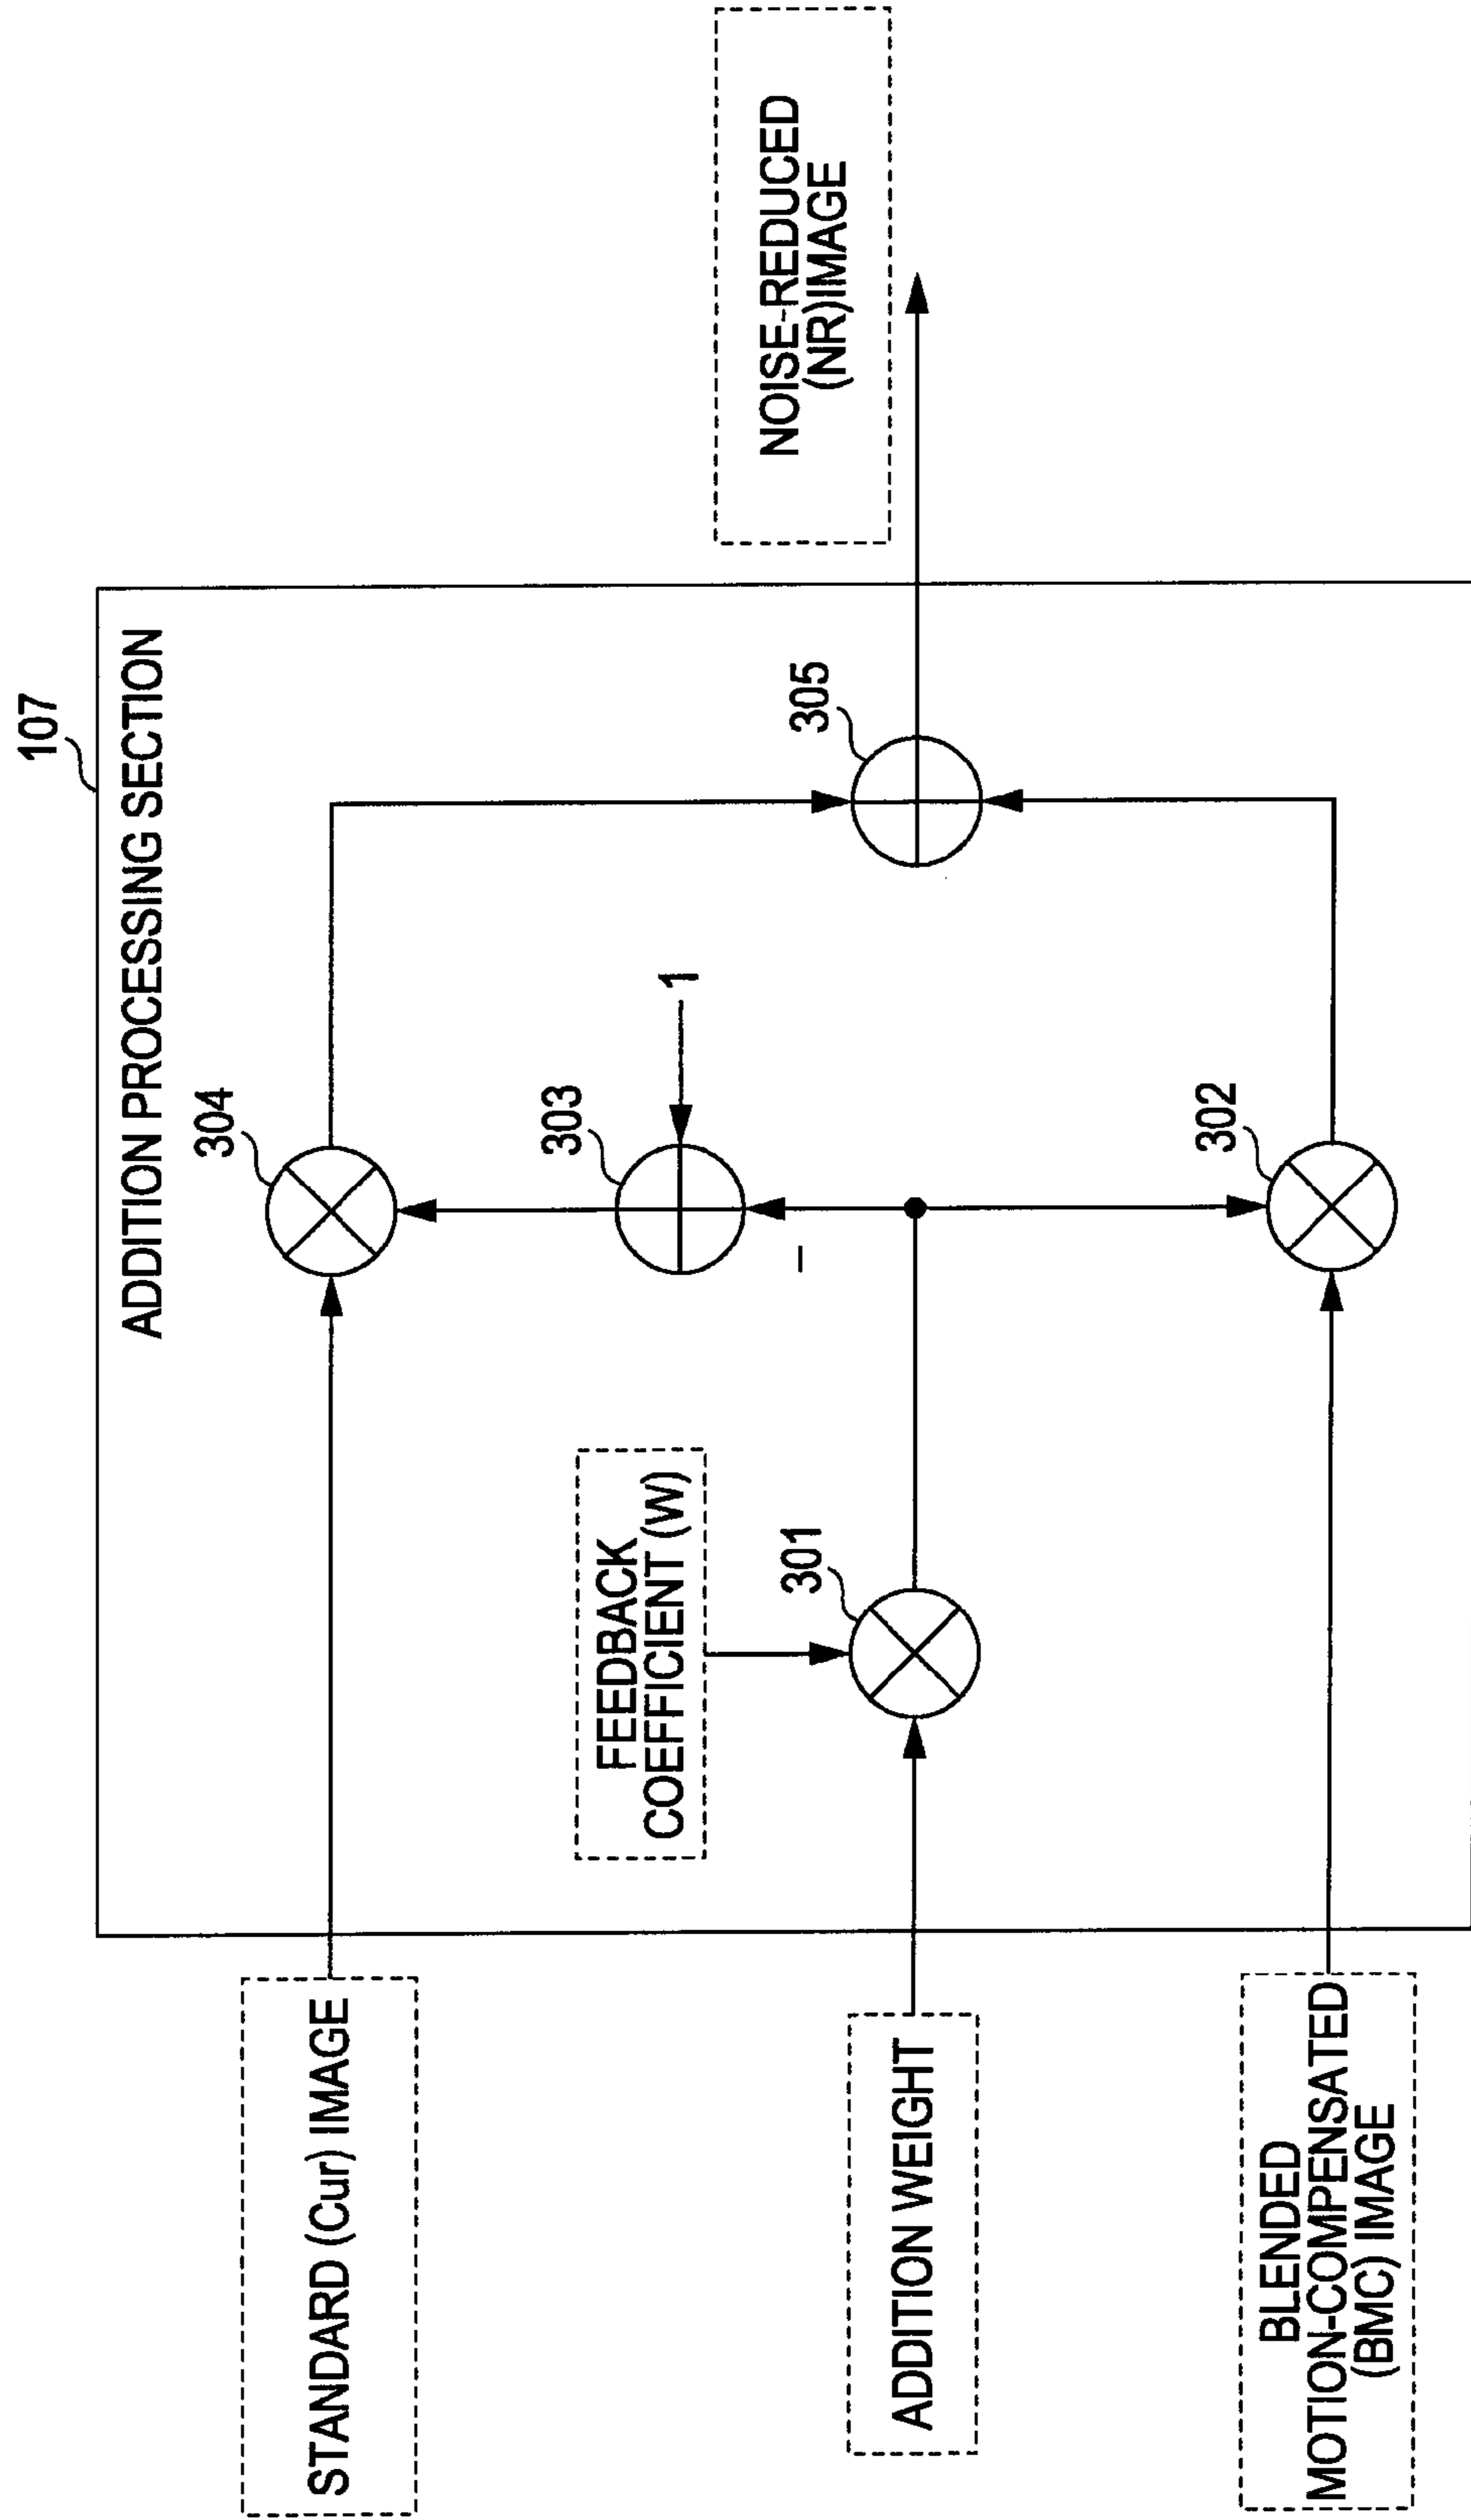 107
ADDITION PROCESSING SECTION
STANDARD (Cur) IMAGE
304
FEEDBACK
COEFFICIENT (W)
303
1
−
ADDITION WEIGHT
301
305
NOISE-REDUCED
(NR)IMAGE
BLENDED
MOTION-COMPENSATED
(BMC) IMAGE
302